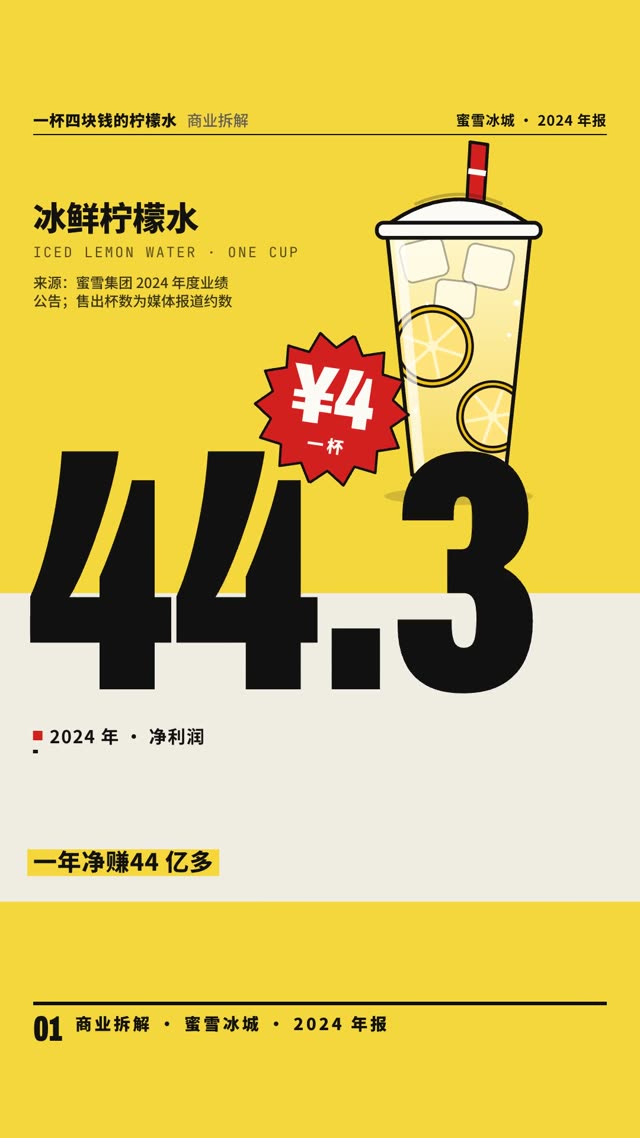 一杯四块钱的柠檬水 商业拆解
蜜雪冰城 · 2024 年报
冰鲜柠檬水
ICED LEMON WATER · ONE CUP
来源：蜜雪集团 2024 年度业绩
公告；售出杯数为媒体报道约数
¥4
一杯
44.3
2024 年 · 净利润
一年净赚44 亿多
01 商业拆解 · 蜜雪冰城 · 2024 年报